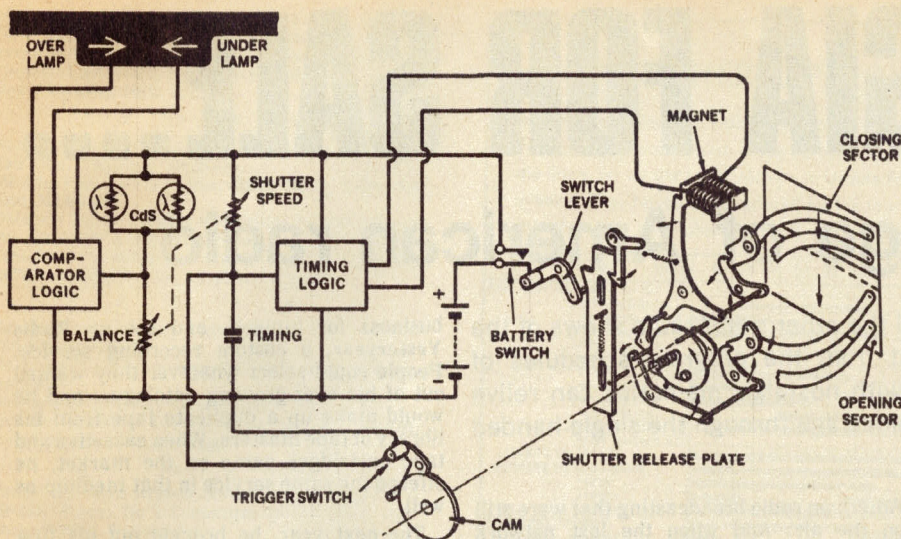 OVER
LAMP
UNDER
LAMP
MAGNET
CLOSING
SECTOR
SWITCH
LEVER
SHUTTER
SPEED
λ
CdS
λ
COMP-
ARATOR
LOGIC
TIMING
LOGIC
BALANCE
TIMING
+
-
BATTERY
SWITCH
OPENING
SECTOR
SHUTTER RELEASE PLATE
TRIGGER SWITCH
CAM